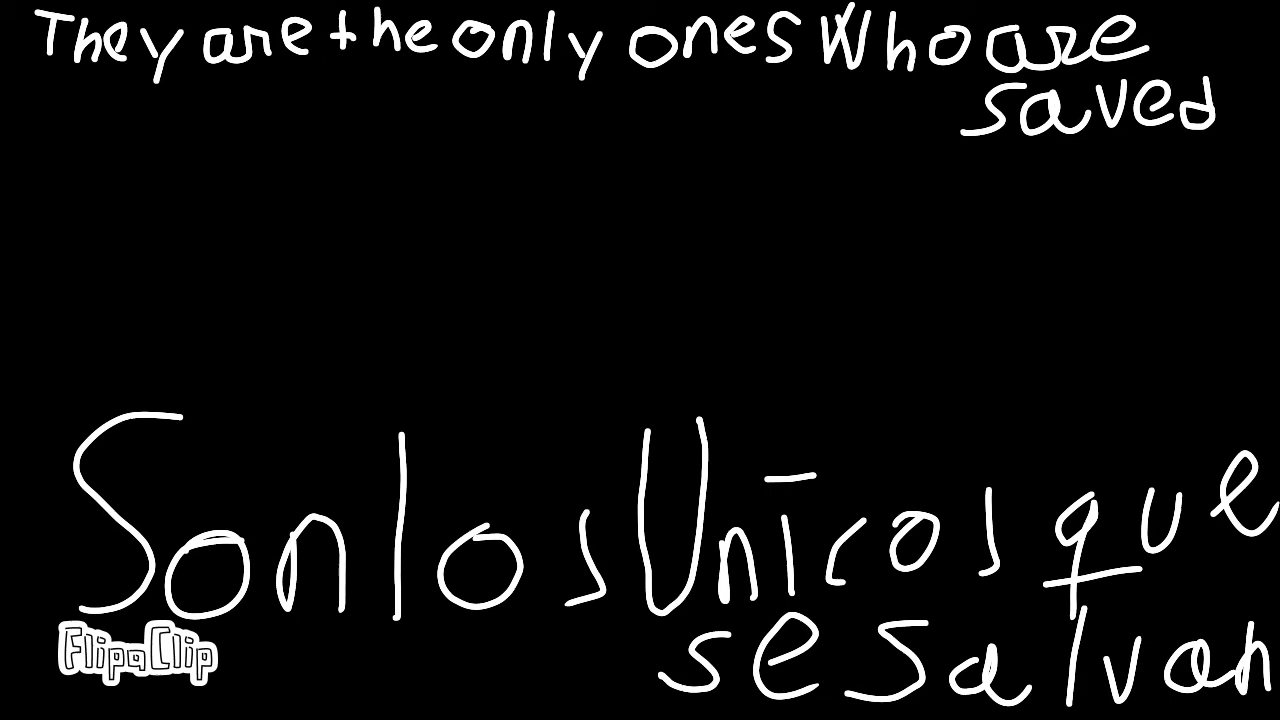 They are the only ones Who are
saved
Son los Unicos que
se salvan
FlipaClip